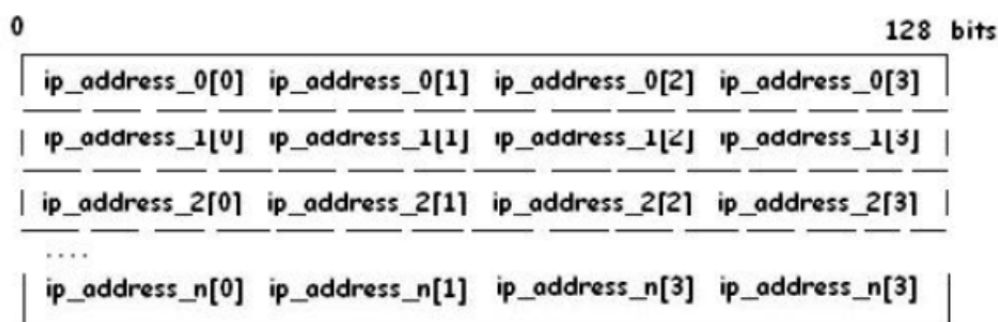 0 128 bits
ip_address_0[0] ip_address_0[1] ip_address_0[2] ip_address_0[3]
ip_address_1[0] ip_address_1[1] ip_address_1[2] ip_address_1[3]
ip_address_2[0] ip_address_2[1] ip_address_2[2] ip_address_2[3]
....
ip_address_n[0] ip_address_n[1] ip_address_n[3] ip_address_n[3]